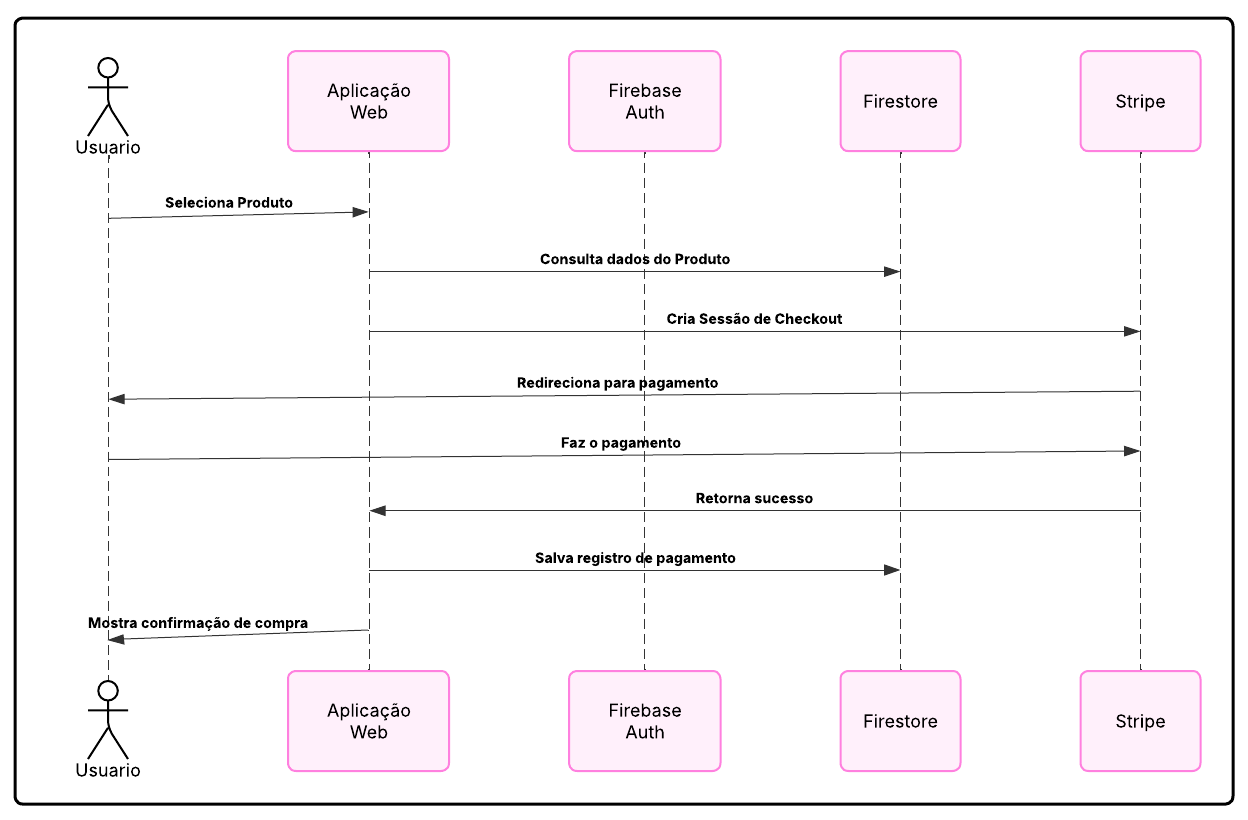 Usuario
Aplicação
Web
Firebase
Auth
Firestore
Stripe
Seleciona Produto
Consulta dados do Produto
Cria Sessão de Checkout
Redireciona para pagamento
Faz o pagamento
Retorna sucesso
Salva registro de pagamento
Mostra confirmação de compra
Usuario
Aplicação
Web
Firebase
Auth
Firestore
Stripe